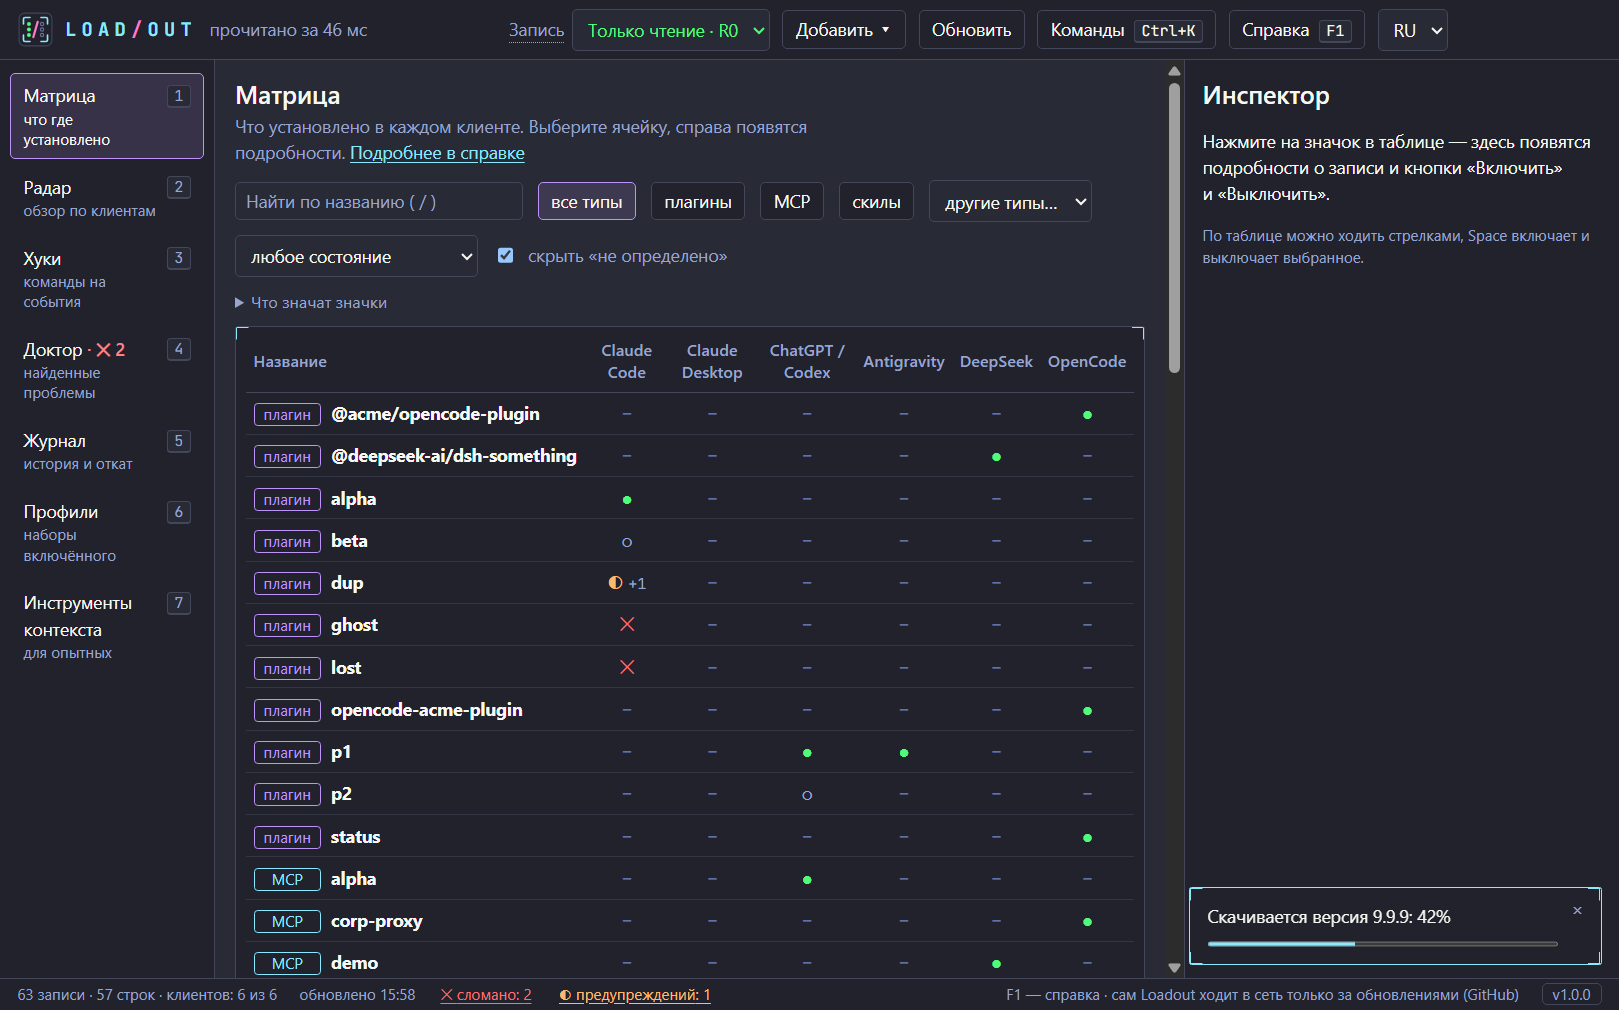 LOAD/OUT прочитано за 46 мс Запись Только чтение · R0 Добавить ▼ Обновить Команды Ctrl+K Справка F1 RU
Матрица 1
что где
установлено
Радар 2
обзор по клиентам
Хуки 3
команды на
события
Доктор · ✕ 2 4
найденные
проблемы
Журнал 5
история и откат
Профили 6
наборы
включённого
Инструменты 7
контекста
для опытных
Матрица
Что установлено в каждом клиенте. Выберите ячейку, справа появятся
подробности. Подробнее в справке
Найти по названию ( / ) все типы плагины MCP скилы другие типы...
любое состояние скрыть «не определено»
▶ Что значат значки
Название Claude Code Claude Desktop ChatGPT / Codex Antigravity DeepSeek OpenCode
плагин @acme/opencode-plugin – – – – – ●
плагин @deepseek-ai/dsh-something – – – – ● –
плагин alpha ● – – – – –
плагин beta ○ – – – – –
плагин dup ◐ +1 – – – – –
плагин ghost ✕ – – – – –
плагин lost ✕ – – – – –
плагин opencode-acme-plugin – – – – – ●
плагин p1 – – ● ● – –
плагин p2 – – ○ – – –
плагин status – – – – – ●
MCP alpha – – ● – – –
MCP corp-proxy – – – – – ●
MCP demo – – – – ● –
Инспектор
Нажмите на значок в таблице — здесь появятся
подробности о записи и кнопки «Включить»
и «Выключить».
По таблице можно ходить стрелками, Space включает и
выключает выбранное.
Скачивается версия 9.9.9: 42% ×
63 записи · 57 строк · клиентов: 6 из 6 обновлено 15:58 ✕ сломано: 2 ◐ предупреждений: 1 F1 — справка · сам Loadout ходит в сеть только за обновлениями (GitHub) v1.0.0